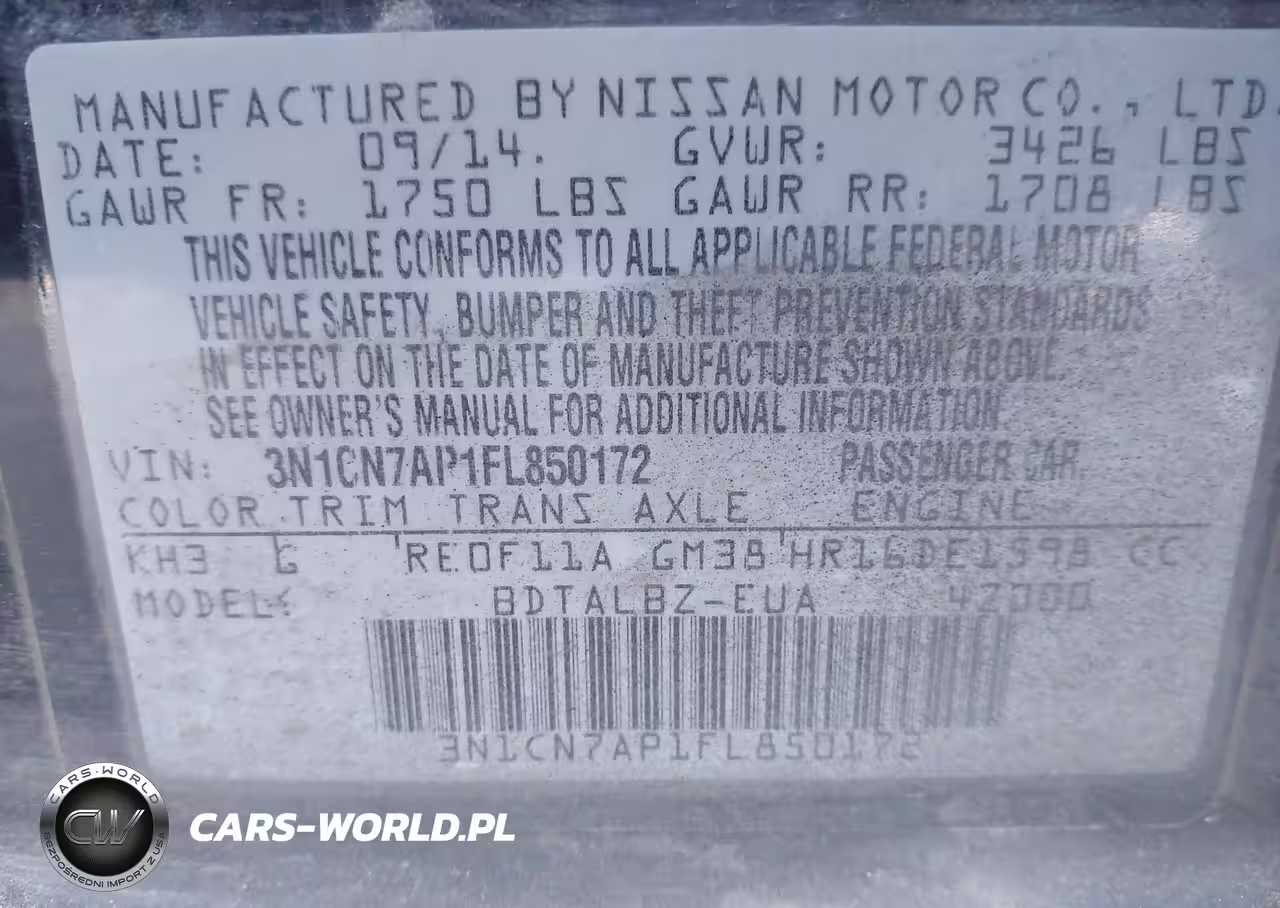 MANUFACTURED BY NISSAN MOTOR CO., LTD.
DATE: 09/14. GVWR: 3426 LBS
GAWR FR: 1750 LBS GAWR RR: 1708 LBS
THIS VEHICLE CONFORMS TO ALL APPLICABLE FEDERAL MOTOR
VEHICLE SAFETY, BUMPER AND THEFT PREVENTION STANDARDS
IN EFFECT ON THE DATE OF MANUFACTURE SHOWN ABOVE.
SEE OWNER'S MANUAL FOR ADDITIONAL INFORMATION.
VIN: 3N1CN7AP1FL850172 PASSENGER CAR
COLOR TRIM TRANS AXLE ENGINE
KH3 G RE0F11A GM38 HR16DE1598 CC
MODEL: BDTALBZ-EUA
3N1CN7AP1FL850172
CARS-WORLD
CW
BEZPOŚREDNI IMPORT Z USA
CARS-WORLD.PL